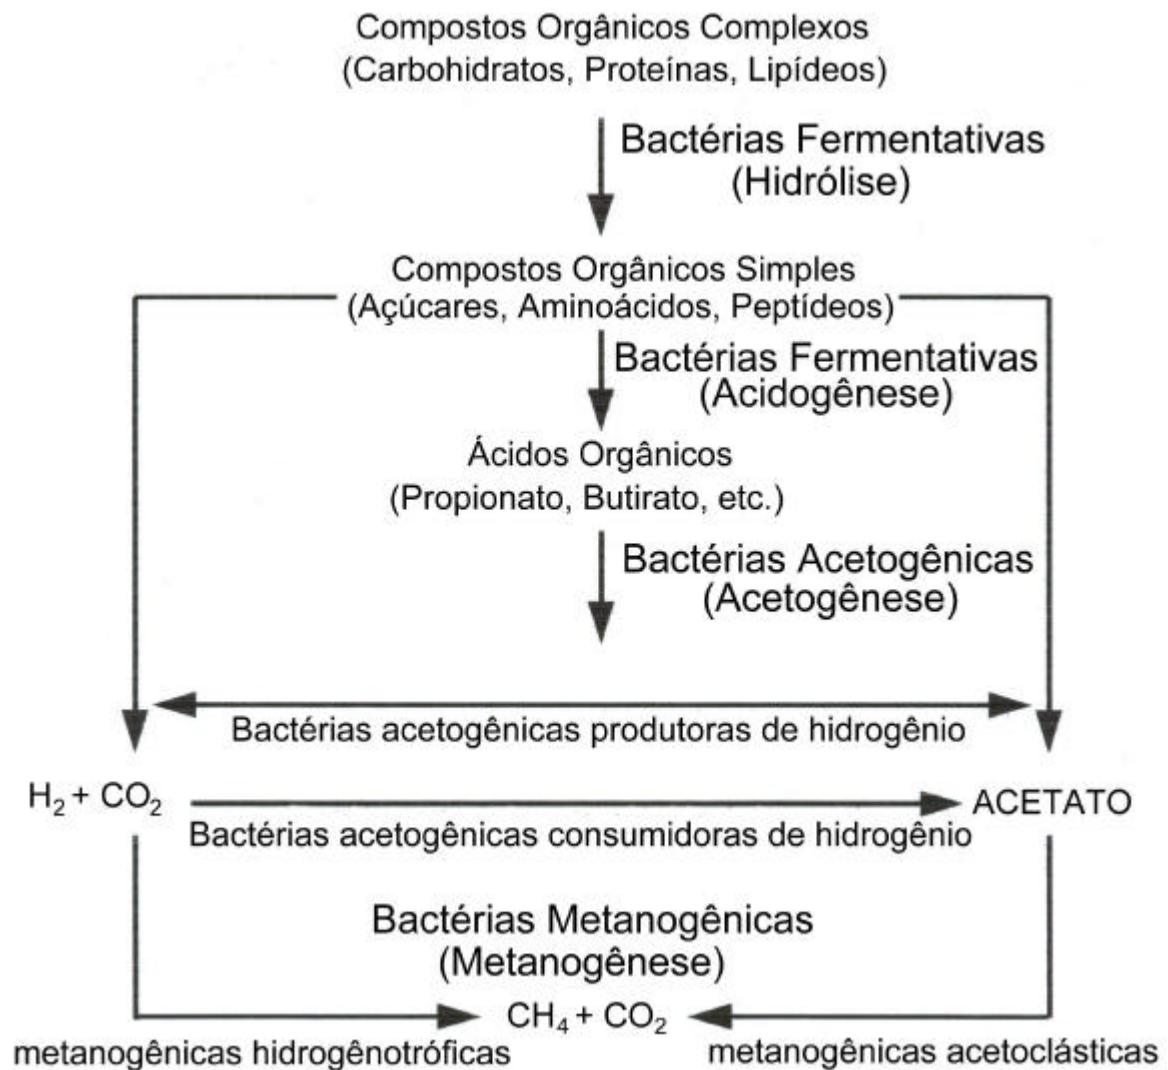 Compostos Orgânicos Complexos
(Carbohidratos, Proteínas, Lipídeos)
Bactérias Fermentativas
(Hidrólise)
Compostos Orgânicos Simples
(Açúcares, Aminoácidos, Peptídeos)
Bactérias Fermentativas
(Acidogênese)
Ácidos Orgânicos
(Propionato, Butirato, etc.)
Bactérias Acetogênicas
(Acetogênese)
Bactérias acetogênicas produtoras de hidrogênio
H₂ + CO₂
ACETATO
Bactérias acetogênicas consumidoras de hidrogênio
Bactérias Metanogênicas
(Metanogênese)
CH₄ + CO₂
metanogênicas hidrogênotróficas
metanogênicas acetoclásticas